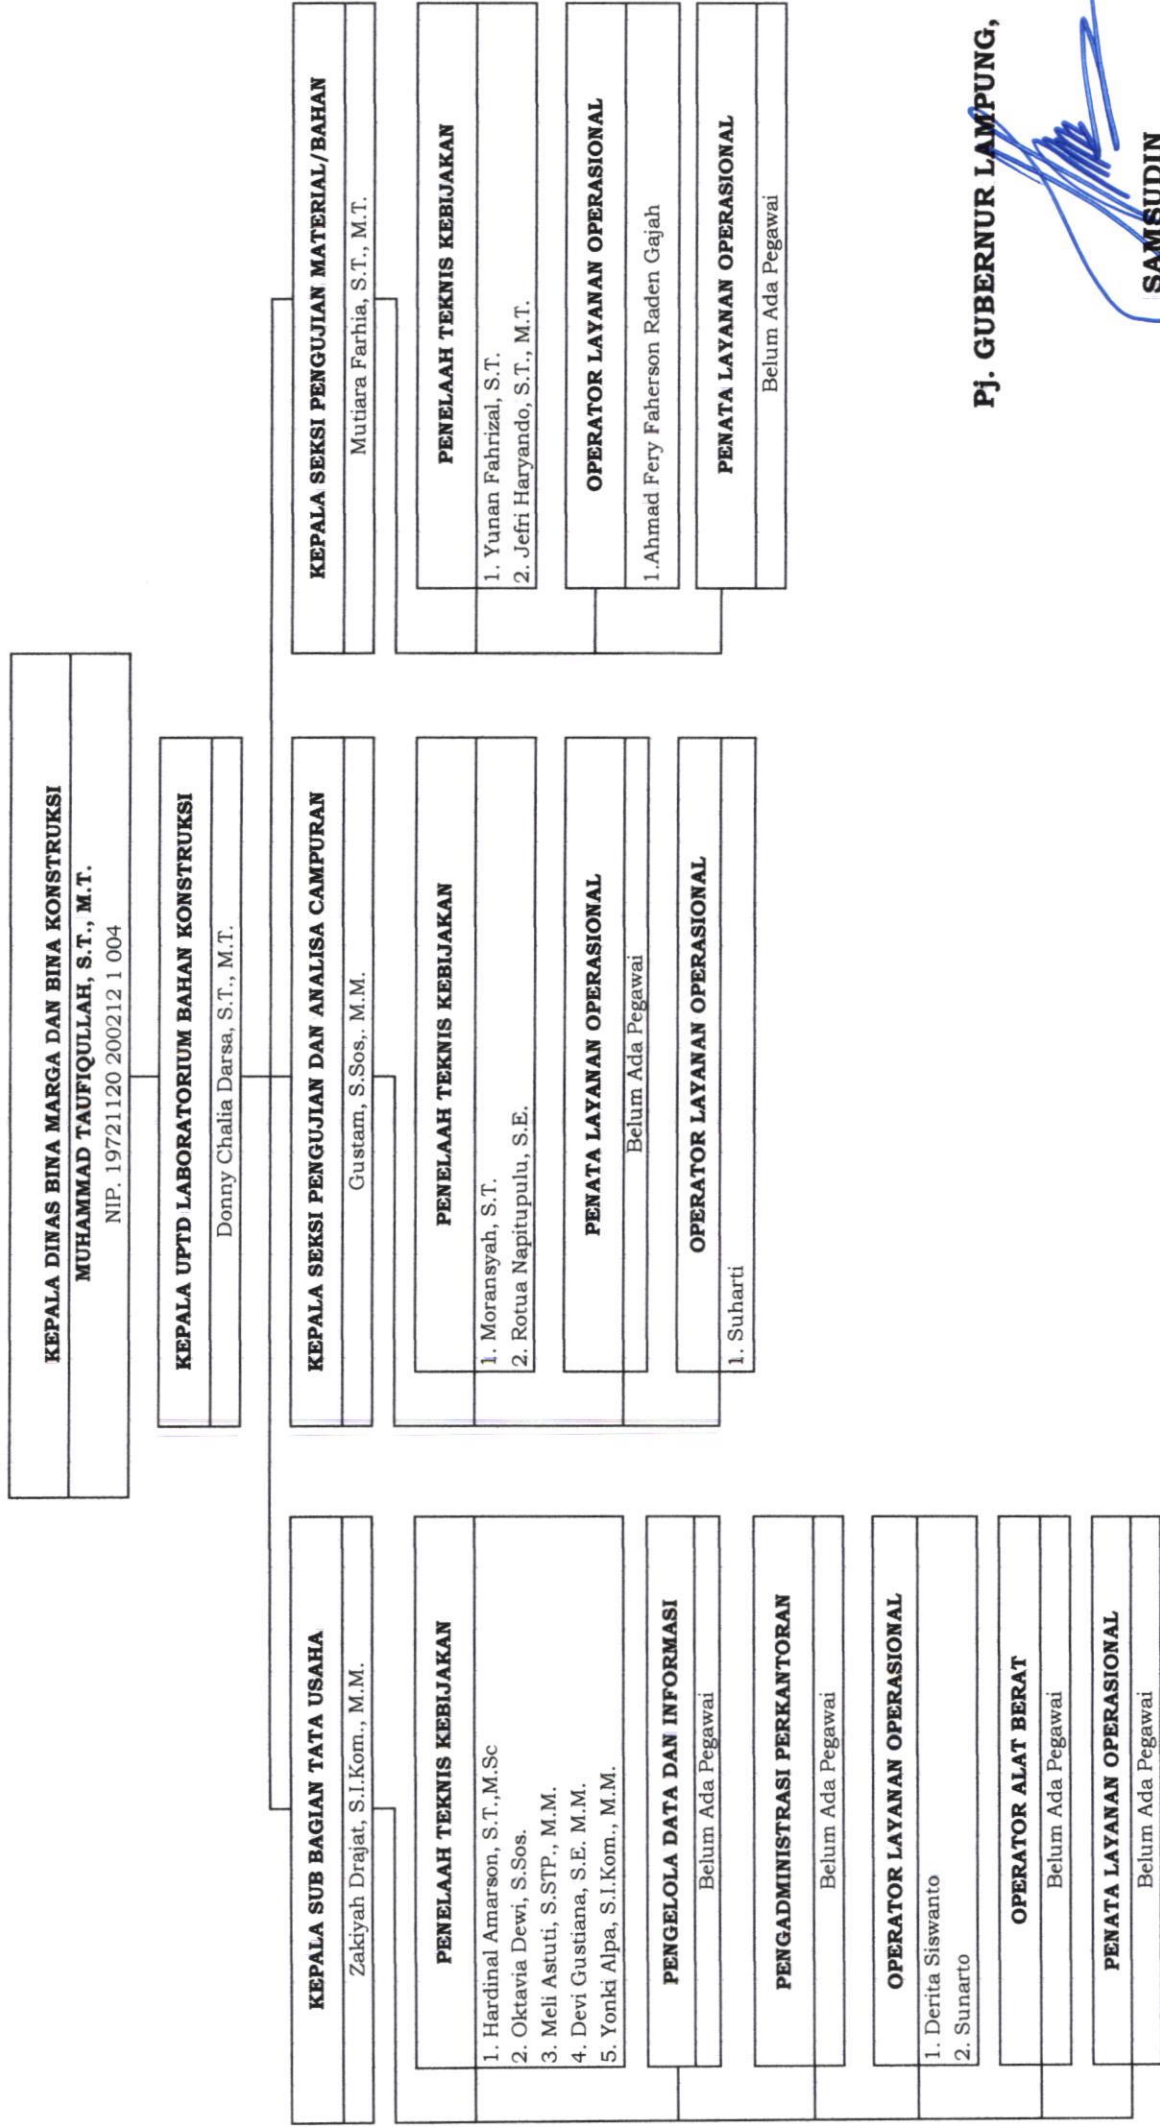 KEPALA DINAS BINA MARGA DAN BINA KONSTRUKSI
MUHAMMAD TAUFIQULLAH, S.T., M.T.
NIP. 19721120 200212 1 004
KEPALA UPTD LABORATORIUM BAHAN KONSTRUKSI
Donny Chalia Darsa, S.T., M.T.
KEPALA SUB BAGIAN TATA USAHA
Zakiyah Drajat, S.I.Kom., M.M.
PENELAAH TEKNIS KEBIJAKAN
1. Hardinal Amarson, S.T.,M.Sc
2. Oktavia Dewi, S.Sos.
3. Meli Astuti, S.STP., M.M.
4. Devi Gustiana, S.E. M.M.
5. Yonki Alpa, S.I.Kom., M.M.
PENGELOLA DATA DAN INFORMASI
Belum Ada Pegawai
PENGADMINISTRASI PERKANTORAN
Belum Ada Pegawai
OPERATOR LAYANAN OPERASIONAL
1. Derita Siswanto
2. Sunarto
OPERATOR ALAT BERAT
Belum Ada Pegawai
PENATA LAYANAN OPERASIONAL
Belum Ada Pegawai
KEPALA SEKSI PENGUJIAN DAN ANALISA CAMPURAN
Gustam, S.Sos,. M.M.
PENELAAH TEKNIS KEBIJAKAN
1. Moransyah, S.T.
2. Rotua Napitupulu, S.E.
PENATA LAYANAN OPERASIONAL
Belum Ada Pegawai
OPERATOR LAYANAN OPERASIONAL
1. Suharti
KEPALA SEKSI PENGUJIAN MATERIAL/BAHAN
Mutiara Farhia, S.T., M.T.
PENELAAH TEKNIS KEBIJAKAN
1. Yunan Fahrizal, S.T.
2. Jefri Haryando, S.T., M.T.
OPERATOR LAYANAN OPERASIONAL
1.Ahmad Fery Faherson Raden Gajah
PENATA LAYANAN OPERASIONAL
Belum Ada Pegawai
Pj. GUBERNUR LAMPUNG,
SAMSUDIN